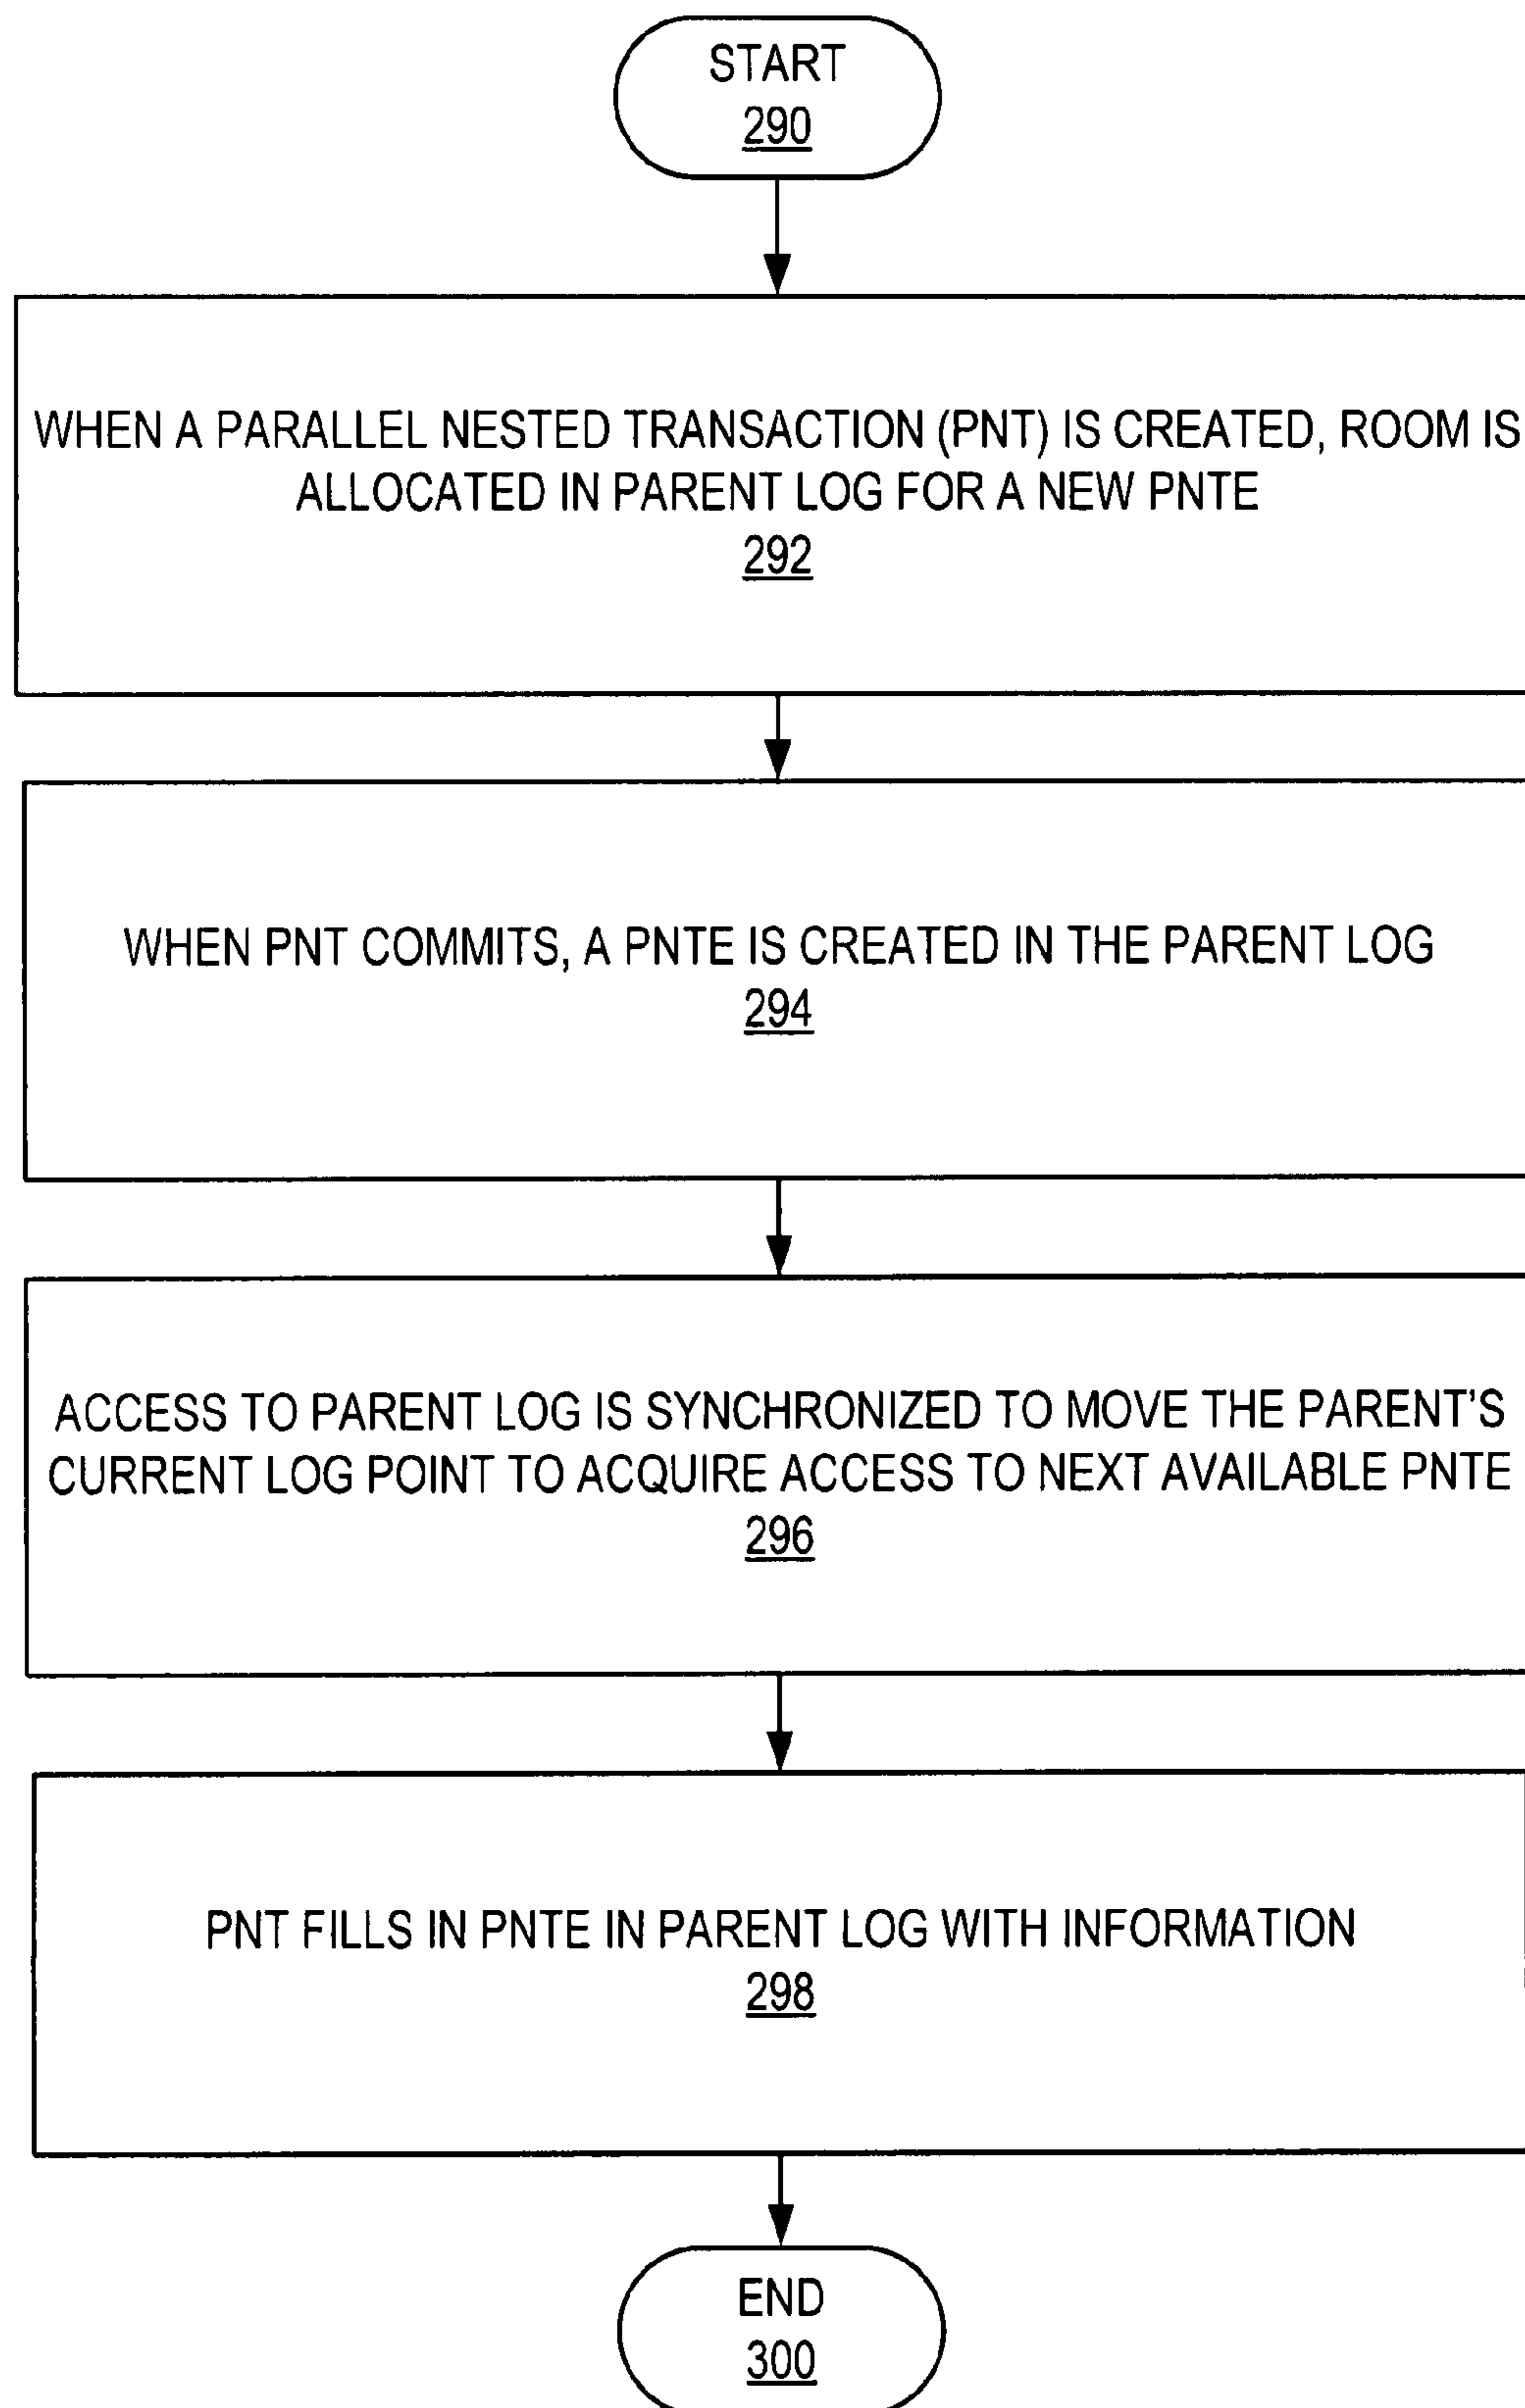 START
290
WHEN A PARALLEL NESTED TRANSACTION (PNT) IS CREATED, ROOM IS
ALLOCATED IN PARENT LOG FOR A NEW PNTE
292
WHEN PNT COMMITS, A PNTE IS CREATED IN THE PARENT LOG
294
ACCESS TO PARENT LOG IS SYNCHRONIZED TO MOVE THE PARENT'S
CURRENT LOG POINT TO ACQUIRE ACCESS TO NEXT AVAILABLE PNTE
296
PNT FILLS IN PNTE IN PARENT LOG WITH INFORMATION
298
END
300